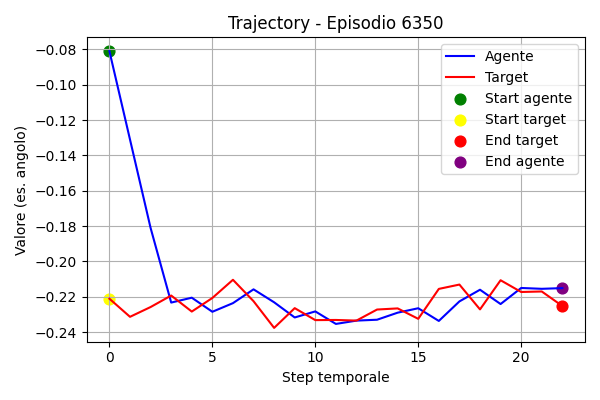 Trajectory - Episodio 6350
Valore (es. angolo)
−0.08
−0.10
−0.12
−0.14
−0.16
−0.18
−0.20
−0.22
−0.24
Agente
Target
Start agente
Start target
End target
End agente
0
5
10
15
20
Step temporale